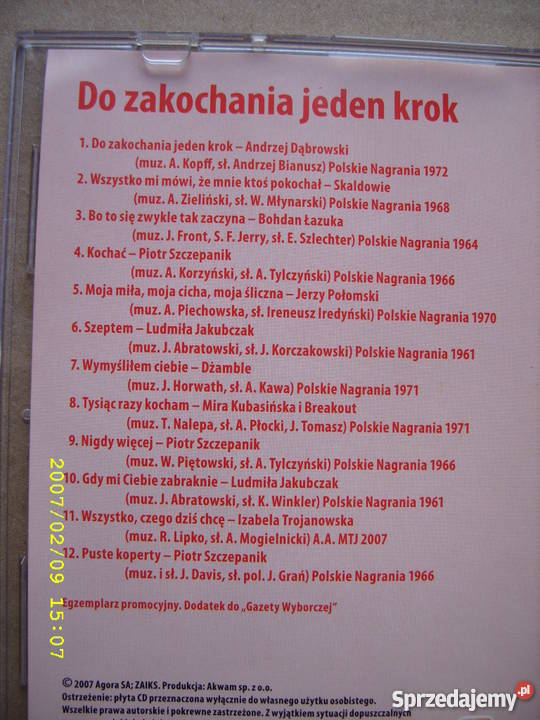 Do zakochania jeden krok
1. Do zakochania jeden krok – Andrzej Dąbrowski
(muz. A. Kopff, sł. Andrzej Bianusz) Polskie Nagrania 1972
2. Wszystko mi mówi, że mnie ktoś pokochał – Skaldowie
(muz. A. Zieliński, sł. W. Młynarski) Polskie Nagrania 1968
3. Bo to się zwykle tak zaczyna – Bohdan Łazuka
(muz. J. Front, S. F. Jerry, sł. E. Szlechter) Polskie Nagrania 1964
4. Kochać – Piotr Szczepanik
(muz. A. Korzyński, sł. A. Tylczyński) Polskie Nagrania 1966
5. Moja miła, moja cicha, moja śliczna – Jerzy Połomski
(muz. A. Piechowska, sł. Ireneusz Iredyński) Polskie Nagrania 1970
6. Szeptem – Ludmiła Jakubczak
(muz. J. Abratowski, sł. J. Korczakowski) Polskie Nagrania 1961
7. Wymyśliłem ciebie – Dżamble
(muz. J. Horwath, sł. A. Kawa) Polskie Nagrania 1971
8. Tysiąc razy kocham – Mira Kubasińska i Breakout
(muz. T. Nalepa, sł. A. Płocki, J. Tomasz) Polskie Nagrania 1971
9. Nigdy więcej – Piotr Szczepanik
(muz. W. Piętowski, sł. A. Tylczyński) Polskie Nagrania 1966
10. Gdy mi Ciebie zabraknie – Ludmiła Jakubczak
(muz. J. Abratowski, sł. K. Winkler) Polskie Nagrania 1961
11. Wszystko, czego dziś chcę – Izabela Trojanowska
(muz. R. Lipko, sł. A. Mogielnicki) A.A. MTJ 2007
12. Puste koperty – Piotr Szczepanik
(muz. i sł. J. Davis, sł. pol. J. Grań) Polskie Nagrania 1966
Egzemplarz promocyjny. Dodatek do „Gazety Wyborczej"
© 2007 Agora SA; ZAIKS. Produkcja: Akwam sp. z o.o.
Ostrzeżenie: płyta CD przeznaczona wyłącznie do własnego użytku osobistego.
Wszelkie prawa autorskie i pokrewne zastrzeżone. Z wyjątkiem sytuacji dopuszczalnych
2007/02/09 15:07
Sprzedajemy.pl